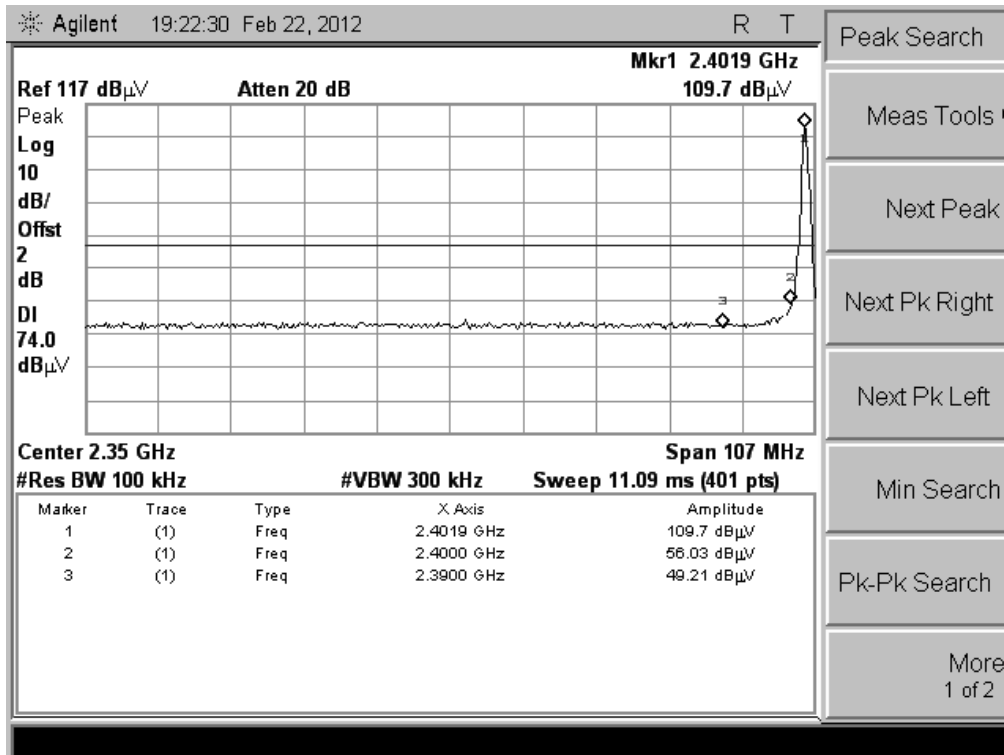 Agilent 19:22:30 Feb 22, 2012 R T
Mkr1 2.4019 GHz
Ref 117 dBµV Atten 20 dB 109.7 dBµV
Peak
Log
10
dB/
Offst
2
dB
DI
74.0
dBµV
1
2
3
Center 2.35 GHz Span 107 MHz
#Res BW 100 kHz #VBW 300 kHz Sweep 11.09 ms (401 pts)
Marker Trace Type X Axis Amplitude
1 (1) Freq 2.4019 GHz 109.7 dBµV
2 (1) Freq 2.4000 GHz 56.03 dBµV
3 (1) Freq 2.3900 GHz 49.21 dBµV
Peak Search
Meas Tools
Next Peak
Next Pk Right
Next Pk Left
Min Search
Pk-Pk Search
More
1 of 2